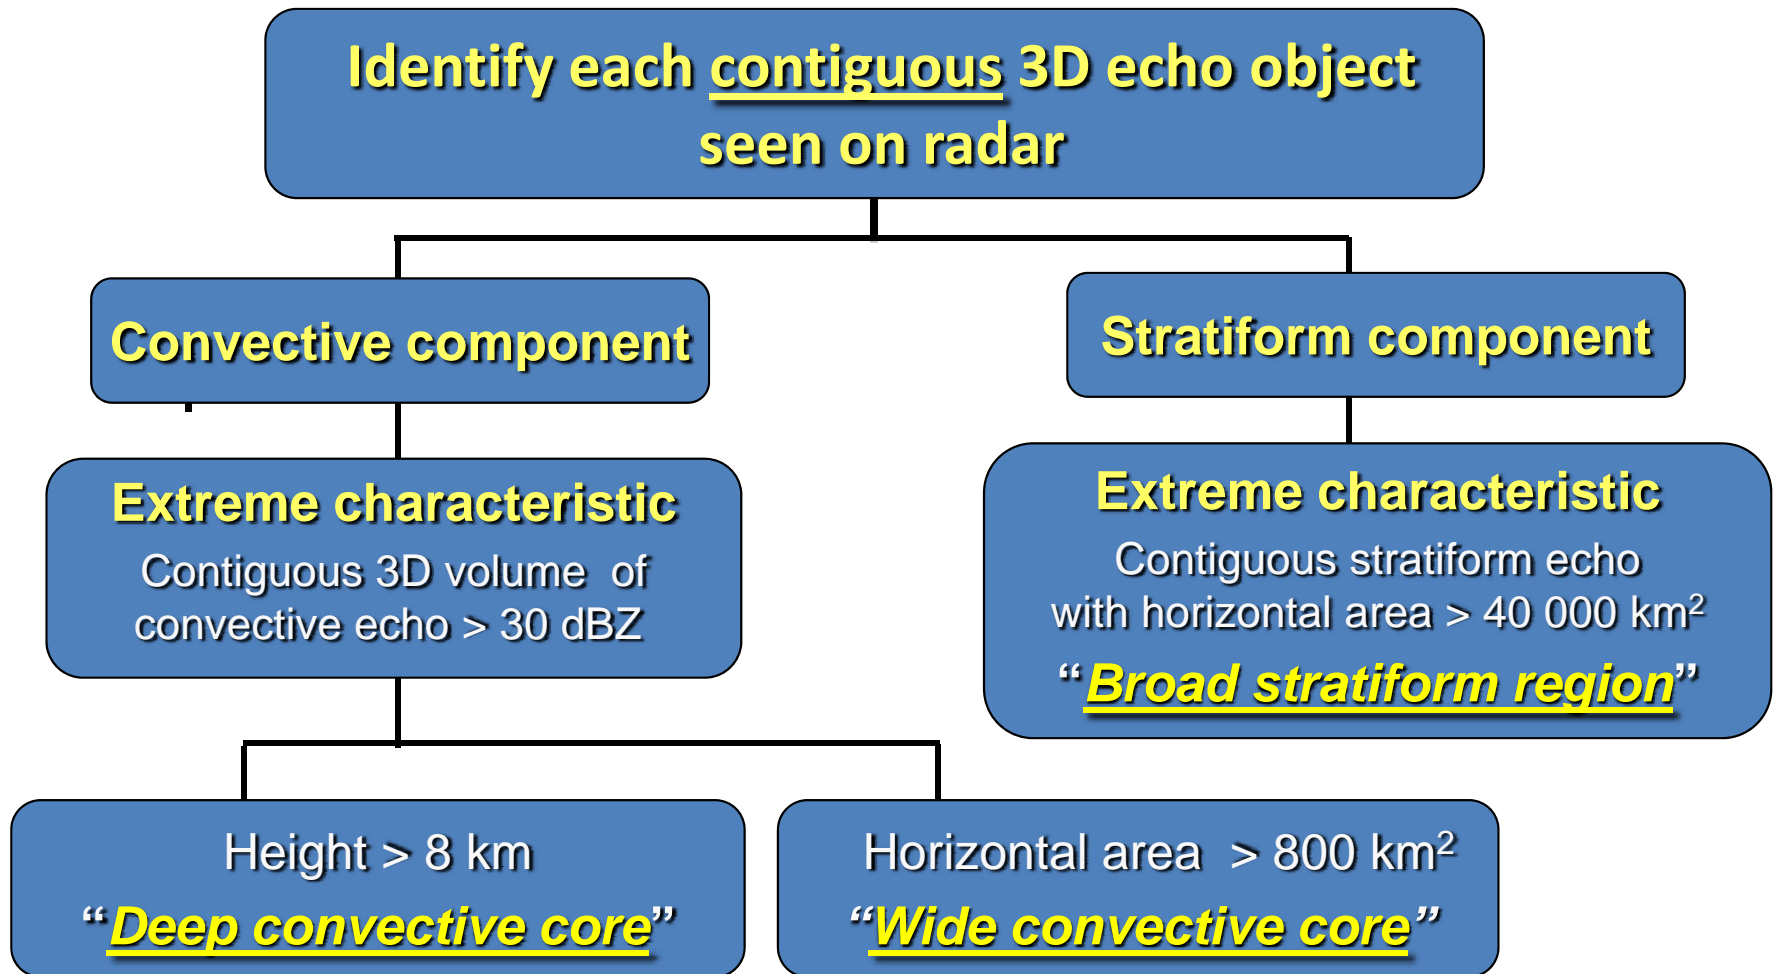 Identify each contiguous 3D echo object
seen on radar
Convective component
Stratiform component
Extreme characteristic
Contiguous 3D volume of
convective echo > 30 dBZ
Extreme characteristic
Contiguous stratiform echo
with horizontal area > 40 000 km²
“Broad stratiform region”
Height > 8 km
“Deep convective core”
Horizontal area > 800 km²
“Wide convective core”